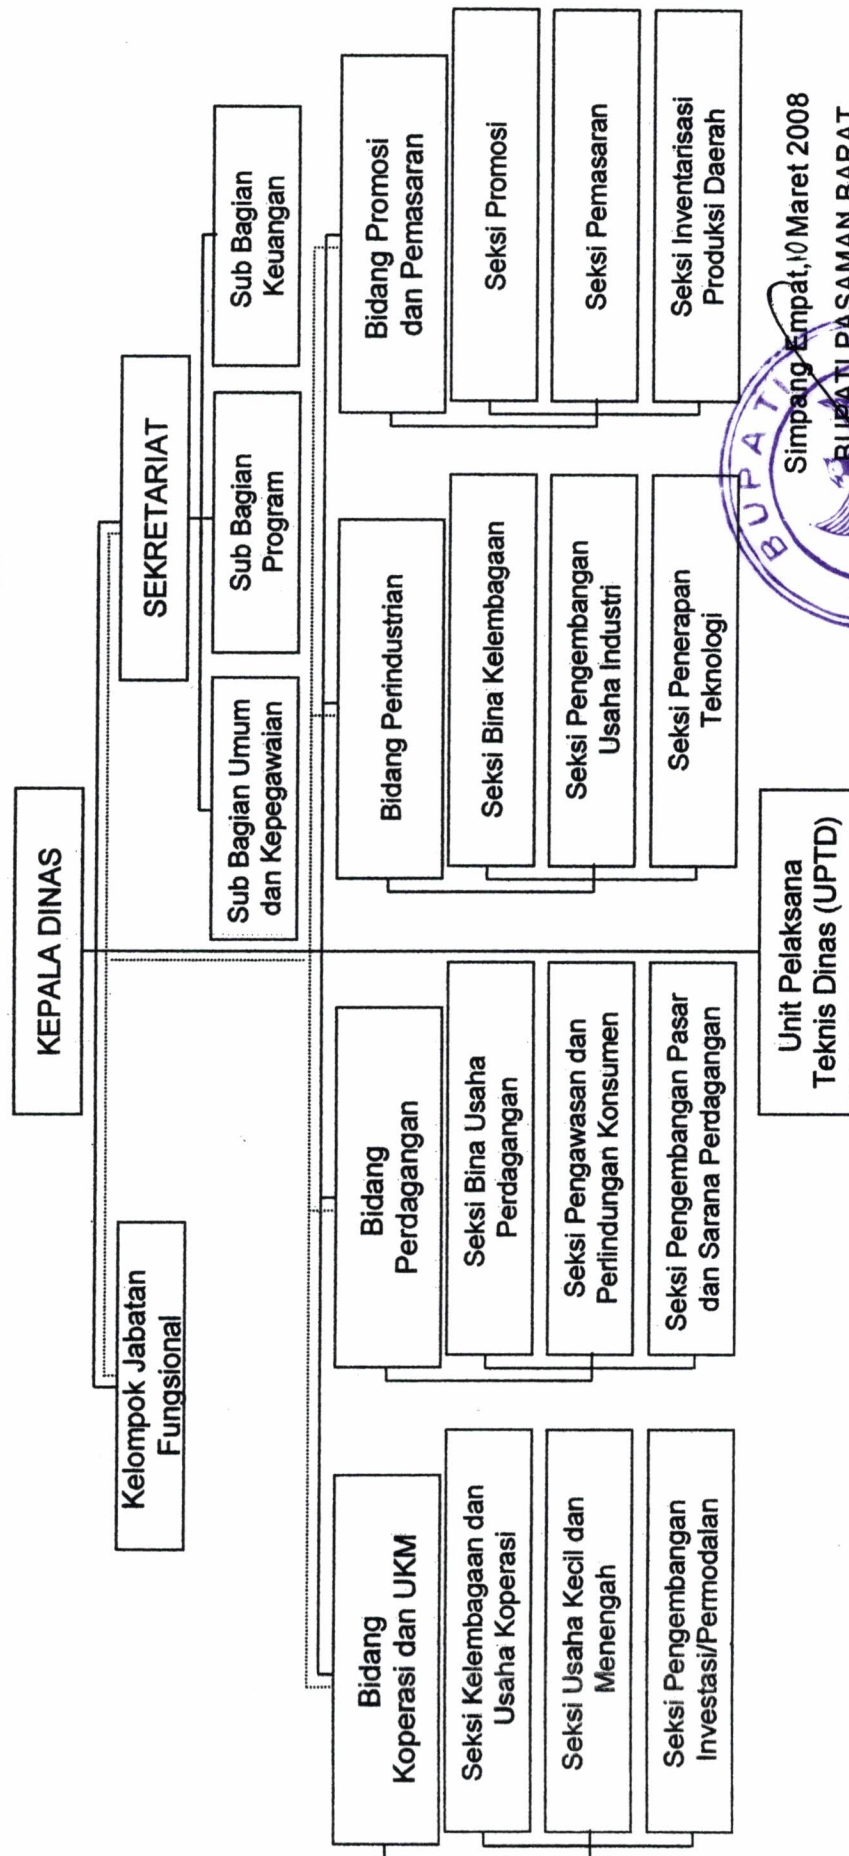 KEPALA DINAS
Kelompok Jabatan
Fungsional
SEKRETARIAT
Sub Bagian Umum
dan Kepegawaian
Sub Bagian
Program
Sub Bagian
Keuangan
Bidang
Koperasi dan UKM
Seksi Kelembagaan dan
Usaha Koperasi
Seksi Usaha Kecil dan
Menengah
Seksi Pengembangan
Investasi/Permodalan
Bidang
Perdagangan
Seksi Bina Usaha
Perdagangan
Seksi Pengawasan dan
Perlindungan Konsumen
Seksi Pengembangan Pasar
dan Sarana Perdagangan
Bidang Perindustrian
Seksi Bina Kelembagaan
Seksi Pengembangan
Usaha Industri
Seksi Penerapan
Teknologi
Bidang Promosi
dan Pemasaran
Seksi Promosi
Seksi Pemasaran
Seksi Inventarisasi
Produksi Daerah
Unit Pelaksana
Teknis Dinas (UPTD)
Simpang Empat, 10 Maret 2008
BUPATI PASAMAN BARAT
BUPATI